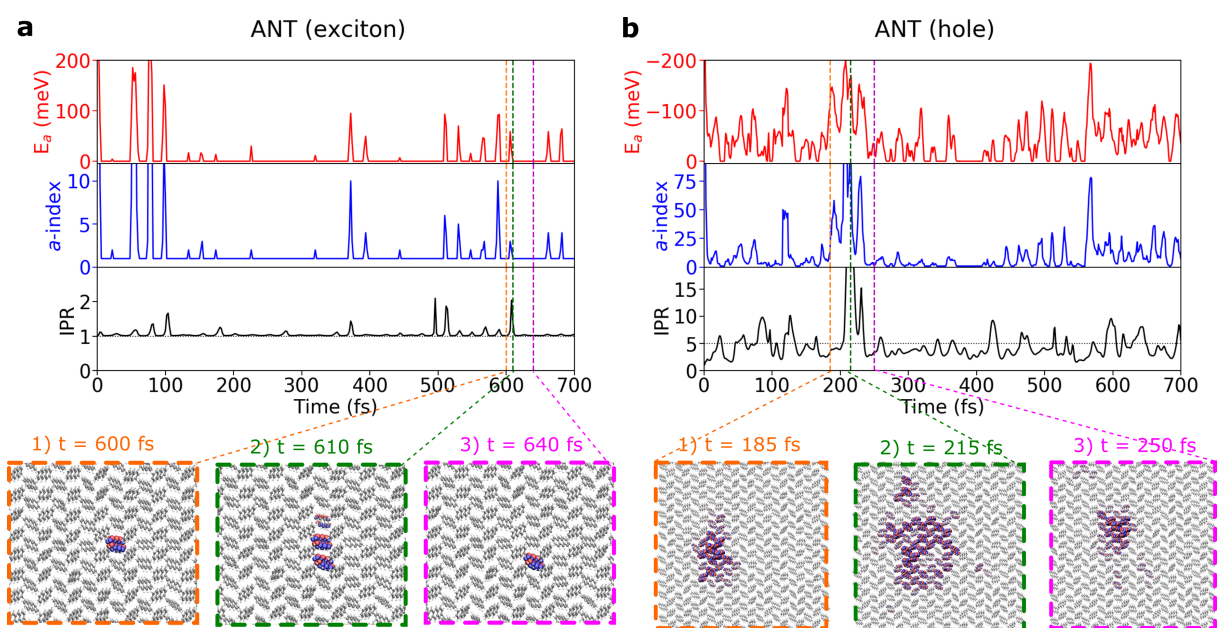 a
ANT (exciton)
200
100
0
E_a (meV)
10
5
0
a-index
2
1
0
IPR
0 100 200 300 400 500 600 700
Time (fs)
1) t = 600 fs
2) t = 610 fs
3) t = 640 fs
b
ANT (hole)
−200
−100
0
E_a (meV)
75
50
25
0
a-index
15
10
5
0
IPR
0 100 200 300 400 500 600 700
Time (fs)
1) t = 185 fs
2) t = 215 fs
3) t = 250 fs